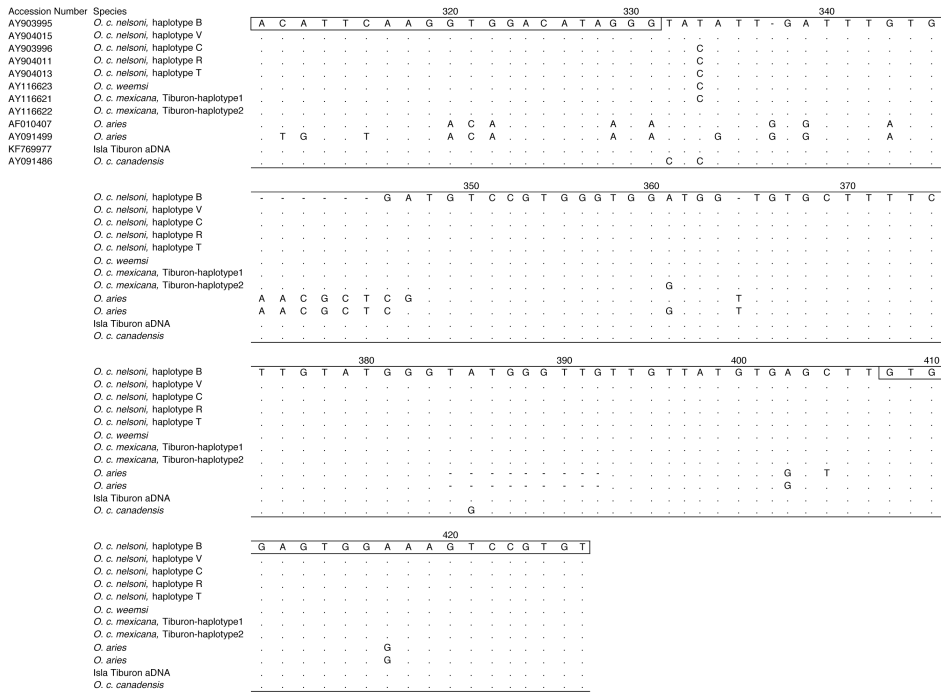 Accession Number Species 320 330 340
AY903995 O. c. nelsoni, haplotype B A C A T T C A A G G T G G A C A T A G G G T A T A T T - G A T T T G T G
AY904015 O. c. nelsoni, haplotype V . . . . . . . . . . . . . . . . . . . . . . . . . . . . . . . . . . . .
AY903996 O. c. nelsoni, haplotype C . . . . . . . . . . . . . . . . . . . . . . . C . . . . . . . . . . . .
AY904011 O. c. nelsoni, haplotype R . . . . . . . . . . . . . . . . . . . . . . . C . . . . . . . . . . . .
AY904013 O. c. nelsoni, haplotype T . . . . . . . . . . . . . . . . . . . . . . . C . . . . . . . . . . . .
AY116623 O. c. weemsi . . . . . . . . . . . . . . . . . . . . . . . C . . . . . . . . . . . .
AY116621 O. c. mexicana, Tiburon-haplotype1 . . . . . . . . . . . . . . . . . . . . . . . C . . . . . . . . . . . .
AY116622 O. c. mexicana, Tiburon-haplotype2 . . . . . . . . . . . . . . . . . . . . . . . . . . . . . . . . . . . .
AF010407 O. aries . . . . . . . . . A C A . . . . . . A . A . . . . . . G . G . . . A . .
AY091499 O. aries . T G . . T . . . A C A . . . . . . A . A . . . G . . G . G . . . A . .
KF769977 Isla Tiburon aDNA . . . . . . . . . . . . . . . . . . . . . . . . . . . . . . . . . . . .
AY091486 O. c. canadensis . . . . . . . . . . . . . . . . . . . . . C . C . . . . . . . . . . . .
350 360 370
O. c. nelsoni, haplotype B - - - - - - G A T G T C C G T G G G T G G A T G G - T G T G C T T T T C
O. c. nelsoni, haplotype V . . . . . . . . . . . . . . . . . . . . . . . . . . . . . . . . . . . .
O. c. nelsoni, haplotype C . . . . . . . . . . . . . . . . . . . . . . . . . . . . . . . . . . . .
O. c. nelsoni, haplotype R . . . . . . . . . . . . . . . . . . . . . . . . . . . . . . . . . . . .
O. c. nelsoni, haplotype T . . . . . . . . . . . . . . . . . . . . . . . . . . . . . . . . . . . .
O. c. weemsi . . . . . . . . . . . . . . . . . . . . . . . . . . . . . . . . . . . .
O. c. mexicana, Tiburon-haplotype1 . . . . . . . . . . . . . . . . . . . . . . . . . . . . . . . . . . . .
O. c. mexicana, Tiburon-haplotype2 . . . . . . . . . . . . . . . . . . . . . G . . . . . . . . . . . . . .
O. aries A A C G C T C G . . . . . . . . . . . . . . . . . T . . . . . . . . . .
O. aries A A C G C T C . . . . . . . . . . . . . . G . . . T . . . . . . . . . .
Isla Tiburon aDNA . . . . . . . . . . . . . . . . . . . . . . . . . . . . . . . . . . . .
O. c. canadensis . . . . . . . . . . . . . . . . . . . . . . . . . . . . . . . . . . . .
380 390 400 410
O. c. nelsoni, haplotype B T T G T A T G G G T A T G G G T T G T T G T T A T G T G A G C T T G T G
O. c. nelsoni, haplotype V . . . . . . . . . . . . . . . . . . . . . . . . . . . . . . . . . . . .
O. c. nelsoni, haplotype C . . . . . . . . . . . . . . . . . . . . . . . . . . . . . . . . . . . .
O. c. nelsoni, haplotype R . . . . . . . . . . . . . . . . . . . . . . . . . . . . . . . . . . . .
O. c. nelsoni, haplotype T . . . . . . . . . . . . . . . . . . . . . . . . . . . . . . . . . . . .
O. c. weemsi . . . . . . . . . . . . . . . . . . . . . . . . . . . . . . . . . . . .
O. c. mexicana, Tiburon-haplotype1 . . . . . . . . . . . . . . . . . . . . . . . . . . . . . . . . . . . .
O. c. mexicana, Tiburon-haplotype2 . . . . . . . . . . . . . . . . . . . . . . . . . . . . . . . . . . . .
O. aries . . . . . . . . . - - - - - - - - . . . . . . . . . . . G . T . . . . .
O. aries . . . . . . . . . - - - - - - - - . . . . . . . . . . . G . . . . . . .
Isla Tiburon aDNA . . . . . . . . . . . . . . . . . . . . . . . . . . . . . . . . . . . .
O. c. canadensis . . . . . . . . . . G . . . . . . . . . . . . . . . . . . . . . . . . .
420
O. c. nelsoni, haplotype B G A G T G G A A A G T C C G T G T
O. c. nelsoni, haplotype V . . . . . . . . . . . . . . . . .
O. c. nelsoni, haplotype C . . . . . . . . . . . . . . . . .
O. c. nelsoni, haplotype R . . . . . . . . . . . . . . . . .
O. c. nelsoni, haplotype T . . . . . . . . . . . . . . . . .
O. c. weemsi . . . . . . . . . . . . . . . . .
O. c. mexicana, Tiburon-haplotype1 . . . . . . . . . . . . . . . . .
O. c. mexicana, Tiburon-haplotype2 . . . . . . . . . . . . . . . . .
O. aries . . . . . . G . . . . . . . . . .
O. aries . . . . . . G . . . . . . . . . .
Isla Tiburon aDNA . . . . . . . . . . . . . . . . .
O. c. canadensis . . . . . . . . . . . . . . . . .